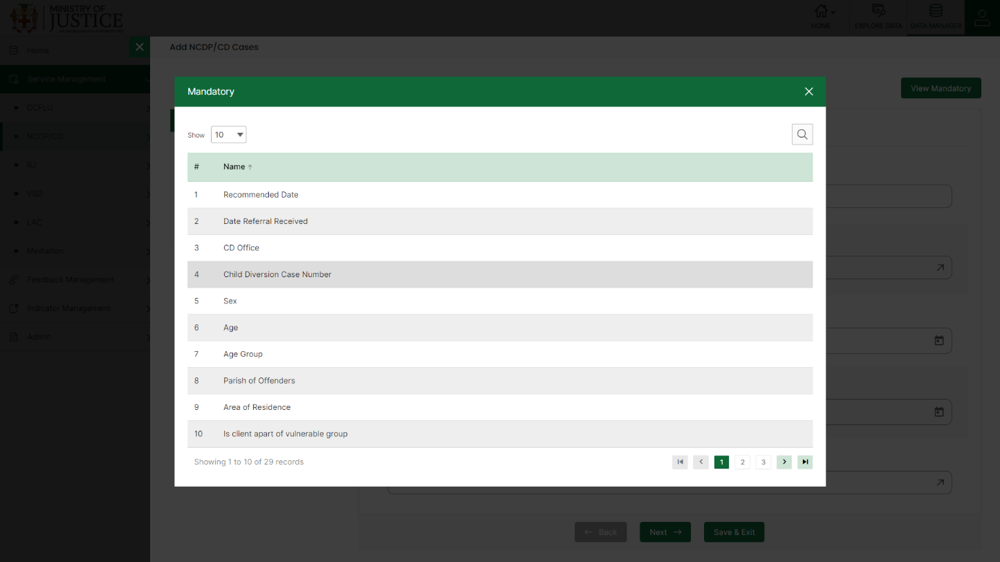 MINISTRY OF
JUSTICE
HOME
EXPLORE DATA
DATA MANAGER
Home
Add NCDP/CD Cases
Service Management
View Mandatory
CCFLU
NCDP/CD
RJ
VSD
LAC
Mediation
Feedback Management
Indicator Management
Admin
Mandatory
Show 10
# Name ↑
1 Recommended Date
2 Date Referral Received
3 CD Office
4 Child Diversion Case Number
5 Sex
6 Age
7 Age Group
8 Parish of Offenders
9 Area of Residence
10 Is client apart of vulnerable group
Showing 1 to 10 of 29 records
1 2 3
← Back
Next →
Save & Exit